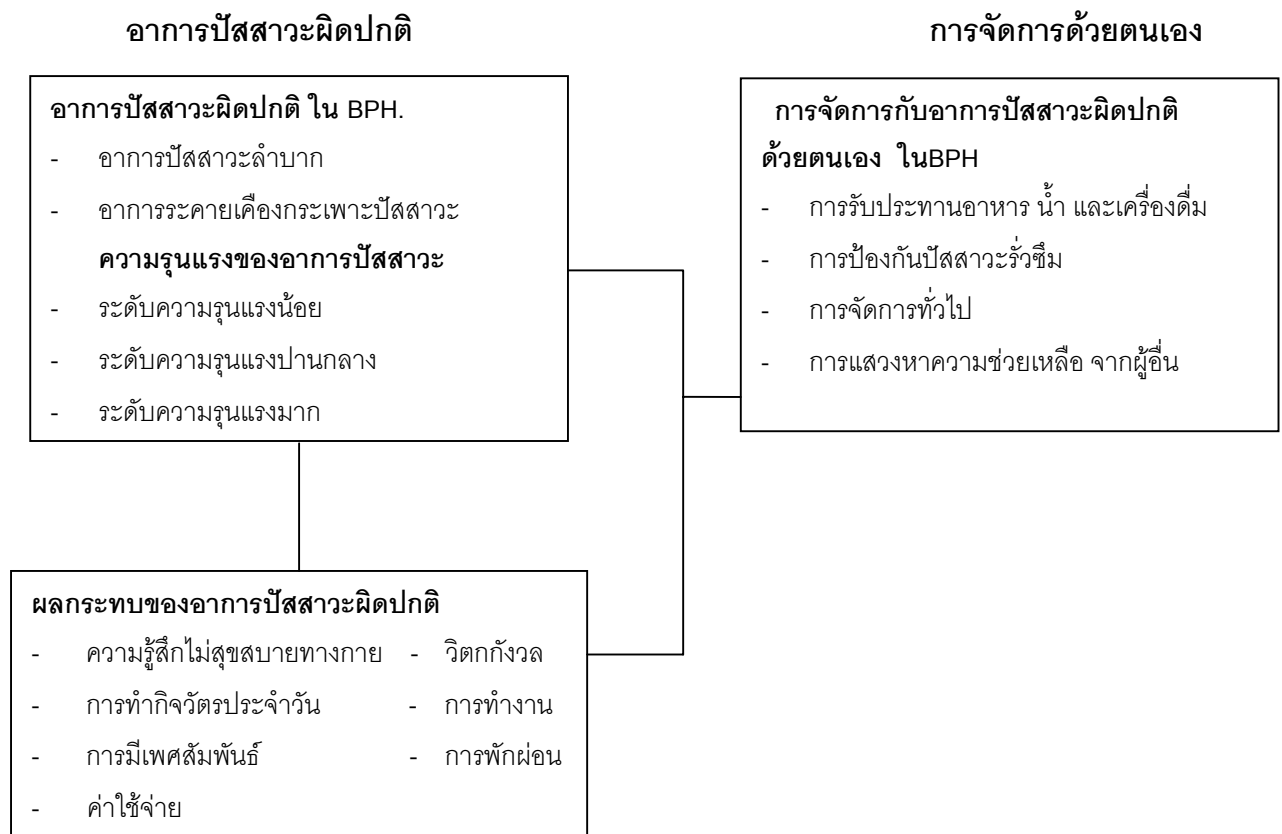 อาการปัสสาวะผิดปกติ
การจัดการด้วยตนเอง
อาการปัสสาวะผิดปกติ ใน BPH.
- อาการปัสสาวะลำบาก
- อาการระคายเคืองกระเพาะปัสสาวะ
ความรุนแรงของอาการปัสสาวะ
- ระดับความรุนแรงน้อย
- ระดับความรุนแรงปานกลาง
- ระดับความรุนแรงมาก
การจัดการกับอาการปัสสาวะผิดปกติ
ด้วยตนเอง ในBPH
- การรับประทานอาหาร น้ำ และเครื่องดื่ม
- การป้องกันปัสสาวะรั่วซึม
- การจัดการทั่วไป
- การแสวงหาความช่วยเหลือ จากผู้อื่น
ผลกระทบของอาการปัสสาวะผิดปกติ
- ความรู้สึกไม่สุขสบายทางกาย - วิตกกังวล
- การทำกิจวัตรประจำวัน - การทำงาน
- การมีเพศสัมพันธ์ - การพักผ่อน
- ค่าใช้จ่าย